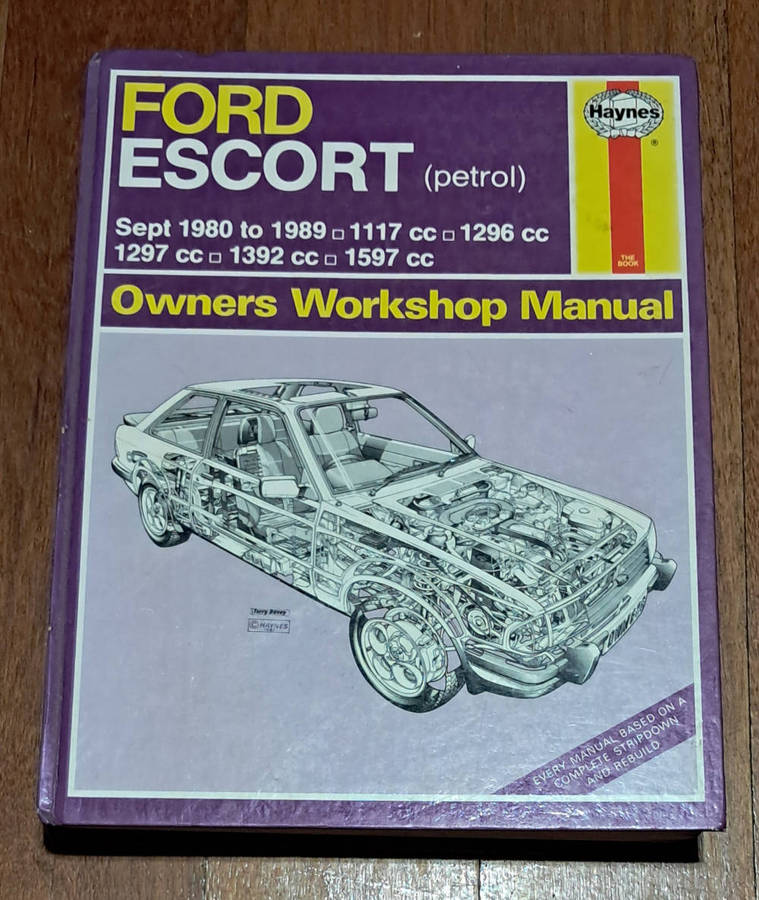 FORD
ESCORT (petrol)
Sept 1980 to 1989 □ 1117 cc □ 1296 cc
1297 cc □ 1392 cc □ 1597 cc
Haynes
®
THE
BOOK
Owners Workshop Manual
Terry Davey
© HAYNES
1981
EVERY MANUAL BASED ON A
COMPLETE STRIPDOWN
AND REBUILD